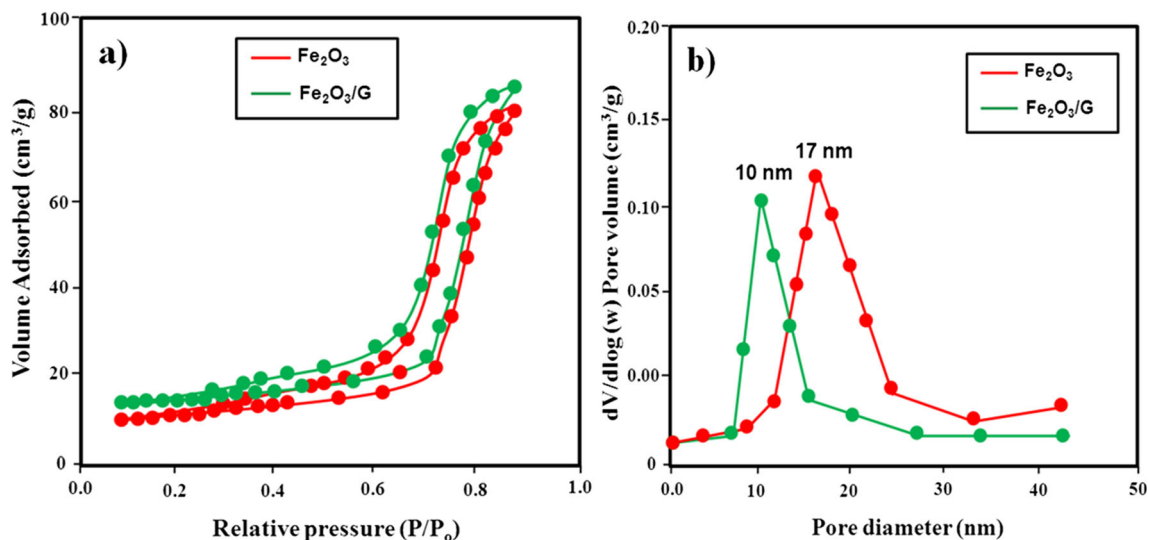 a)
Fe₂O₃
Fe₂O₃/G
Volume Adsorbed (cm³/g)
100
80
60
40
20
0
0.0 0.2 0.4 0.6 0.8 1.0
Relative pressure (P/Pₒ)
b)
Fe₂O₃
Fe₂O₃/G
10 nm
17 nm
dV/dlog(w) Pore volume (cm³/g)
0.20
0.15
0.10
0.05
0.00
0
0.0 10 20 30 40 50
Pore diameter (nm)